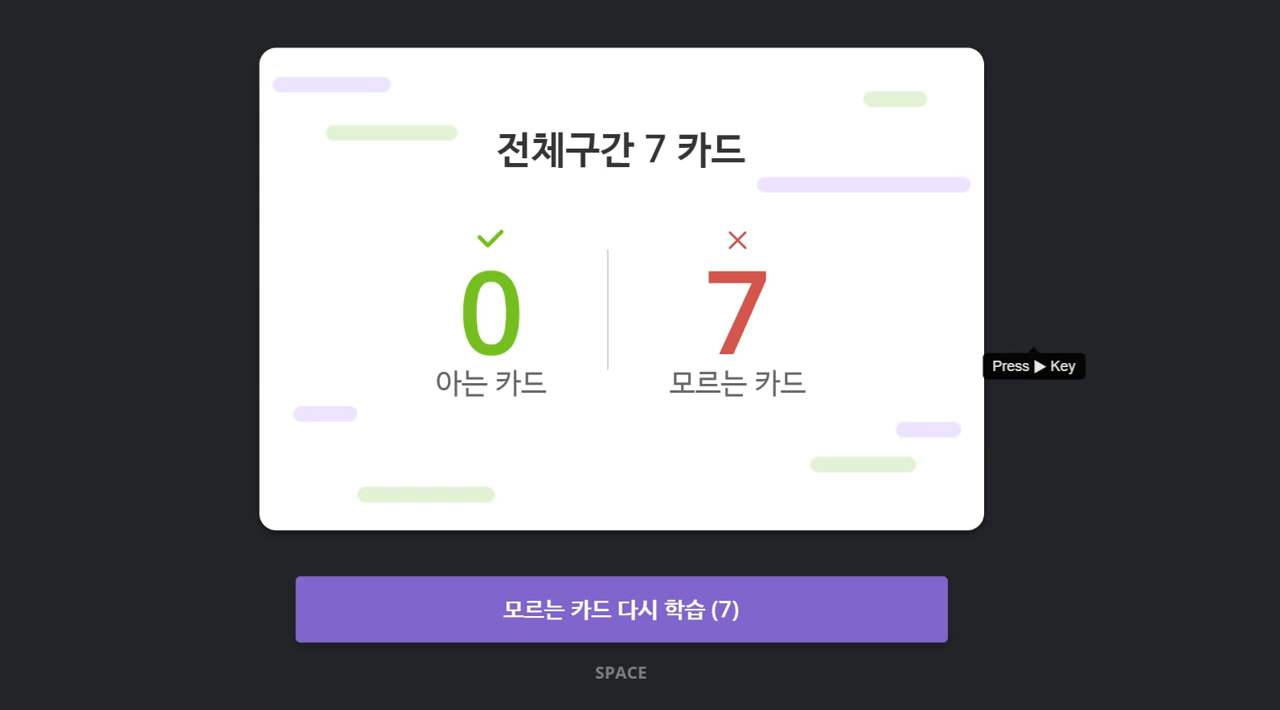 전체구간 7 카드
0
아는 카드
7
모르는 카드
Press ▶ Key
모르는 카드 다시 학습 (7)
SPACE